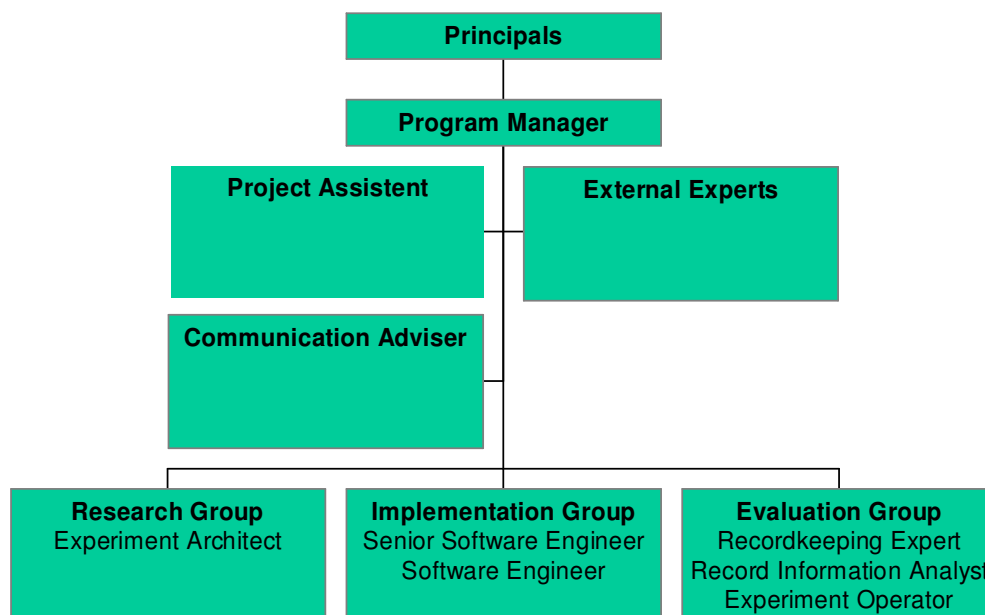 Principals
Program Manager
Project Assistent
External Experts
Communication Adviser
Research Group
Experiment Architect
Implementation Group
Senior Software Engineer
Software Engineer
Evaluation Group
Recordkeeping Expert
Record Information Analyst
Experiment Operator